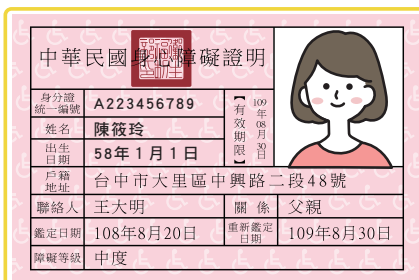 中華民國身心障礙證明
身分證統一編號 A223456789
【有效期限】 109年08月30日
姓名 陳筱玲
出生日期 58年1月1日
戶籍地址 台中市大里區中興路二段48號
聯絡人 王大明 關係 父親
鑑定日期 108年8月20日 重新鑑定日期 109年8月30日
障礙等級 中度